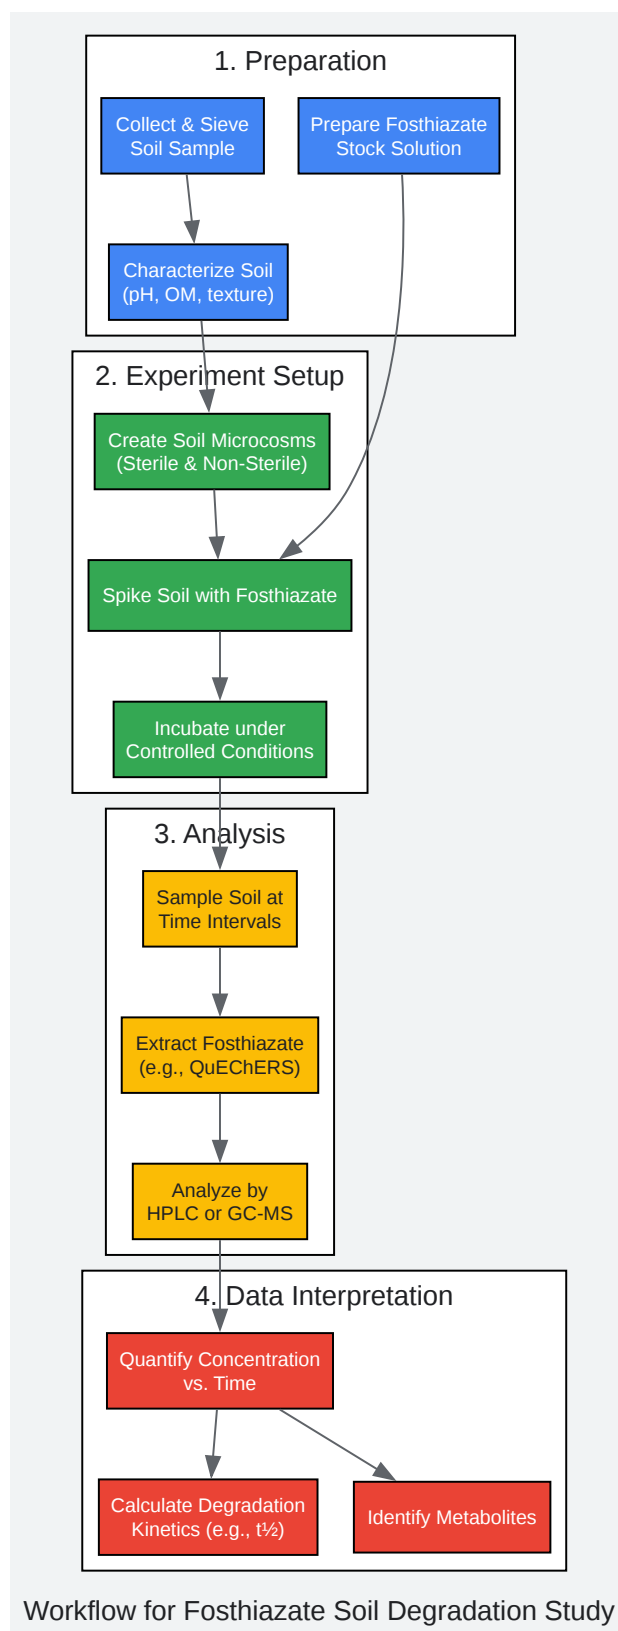 1. Preparation
Collect & Sieve
Soil Sample
Prepare Fosthiazate
Stock Solution
Characterize Soil
(pH, OM, texture)
2. Experiment Setup
Create Soil Microcosms
(Sterile & Non-Sterile)
Spike Soil with Fosthiazate
Incubate under
Controlled Conditions
3. Analysis
Sample Soil at
Time Intervals
Extract Fosthiazate
(e.g., QuEChERS)
Analyze by
HPLC or GC-MS
4. Data Interpretation
Quantify Concentration
vs. Time
Calculate Degradation
Kinetics (e.g., t½)
Identify Metabolites
Workflow for Fosthiazate Soil Degradation Study